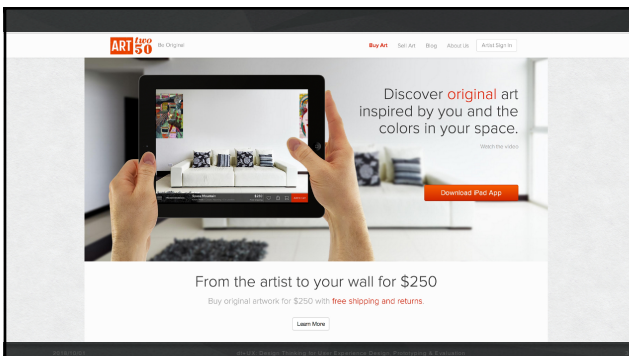 ART two 50
Be Original
Buy Art Sell Art Blog About Us Artist Sign In
Discover original art
inspired by you and the
colors in your space.
Watch the video
Download iPad App
$250
From the artist to your wall for $250
Buy original artwork for $250 with free shipping and returns.
Learn More